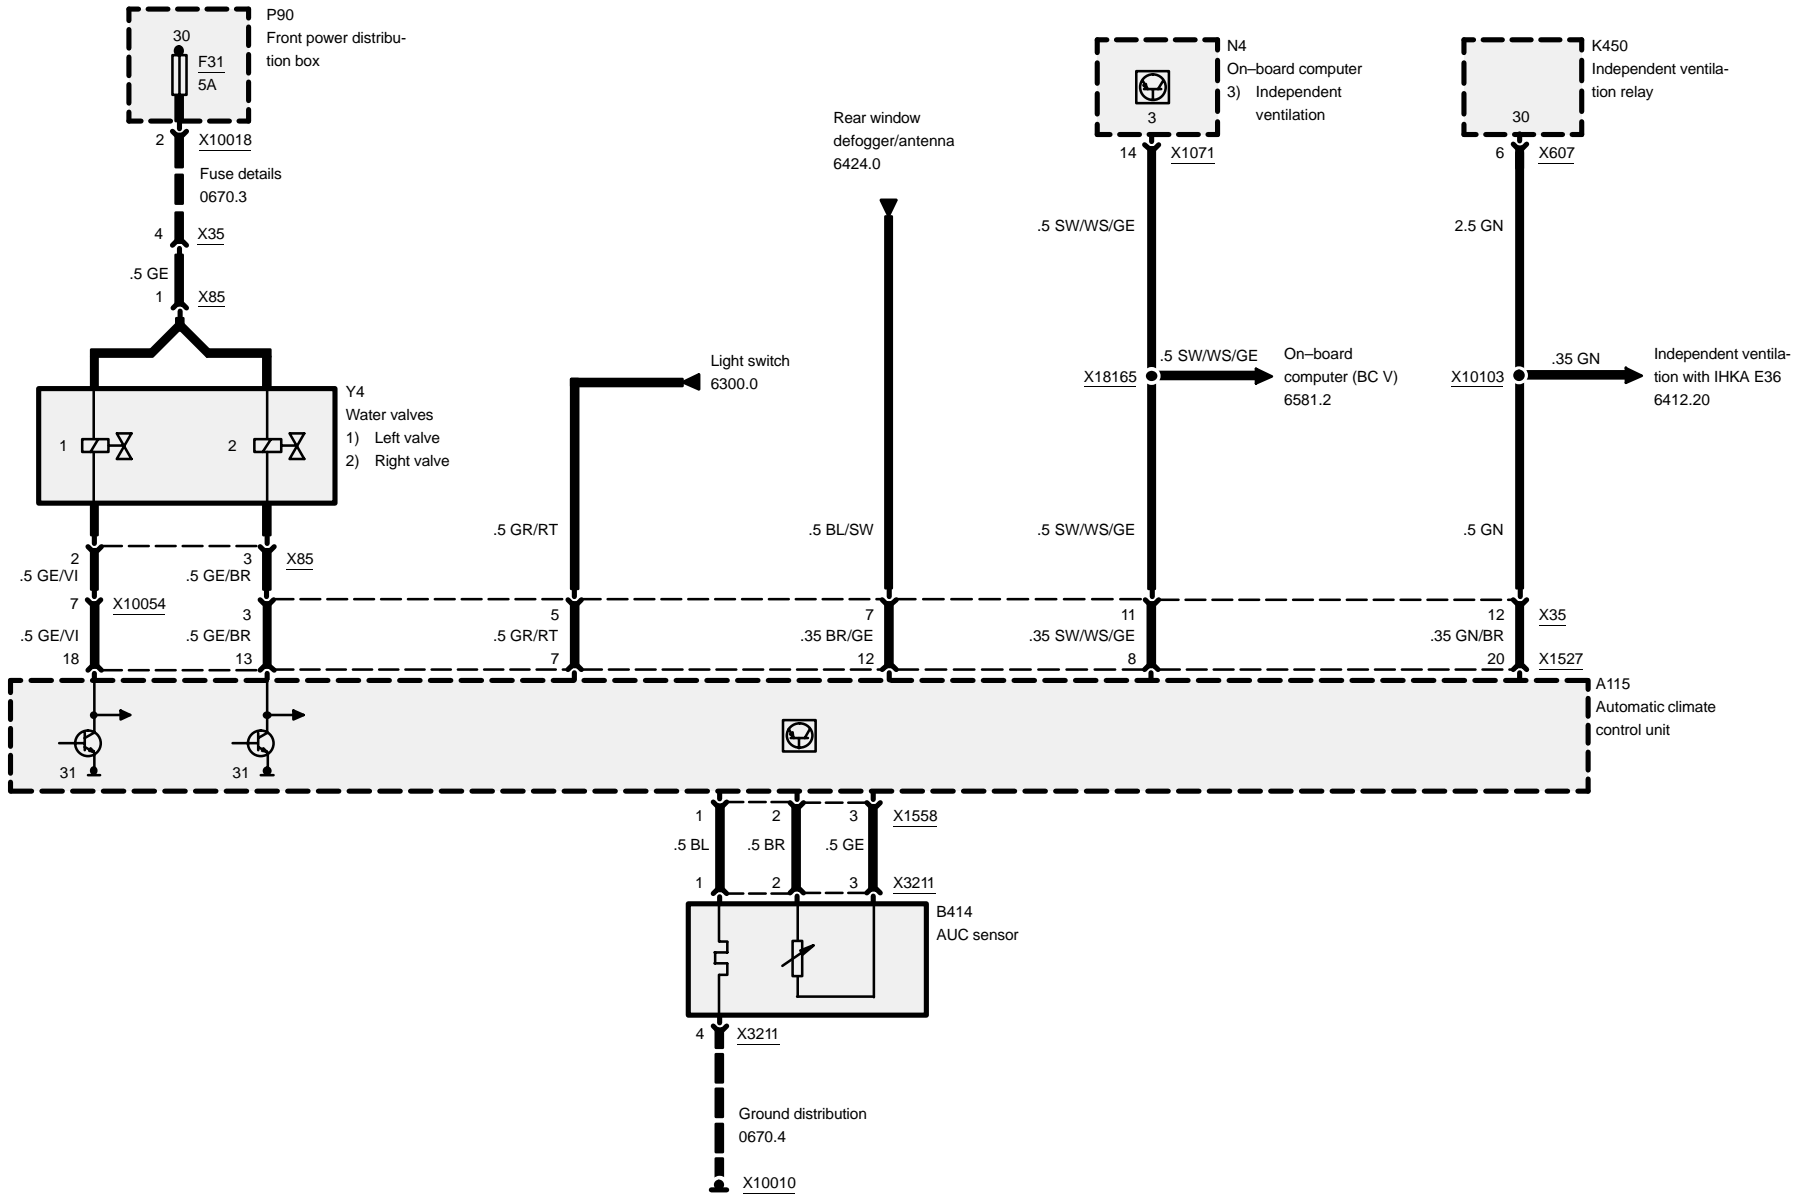 P90
Front power distribu-
tion box
30
F31
5A
2 X10018
Fuse details
0670.3
4 X35
.5 GE
1 X85
Y4
Water valves
1) Left valve
2) Right valve
1
2
2 3 X85
.5 GE/VI .5 GE/BR
7 X10054
Light switch
6300.0
.5 GR/RT
Rear window
defogger/antenna
6424.0
.5 BL/SW
N4
On–board computer
3) Independent
ventilation
3
14 X1071
.5 SW/WS/GE
X18165
.5 SW/WS/GE
On–board
computer (BC V)
6581.2
.5 SW/WS/GE
K450
Independent ventila-
tion relay
30
6 X607
2.5 GN
X10103
.35 GN
Independent ventila-
tion with IHKA E36
6412.20
.5 GN
3 5 7 11 12 X35
.5 GE/VI .5 GE/BR .5 GR/RT .35 BR/GE .35 SW/WS/GE .35 GN/BR
18 13 7 12 8 20 X1527
A115
Automatic climate
control unit
31 31
1 2 3 X1558
.5 BL .5 BR .5 GE
1 2 3 X3211
B414
AUC sensor
4 X3211
Ground distribution
0670.4
X10010